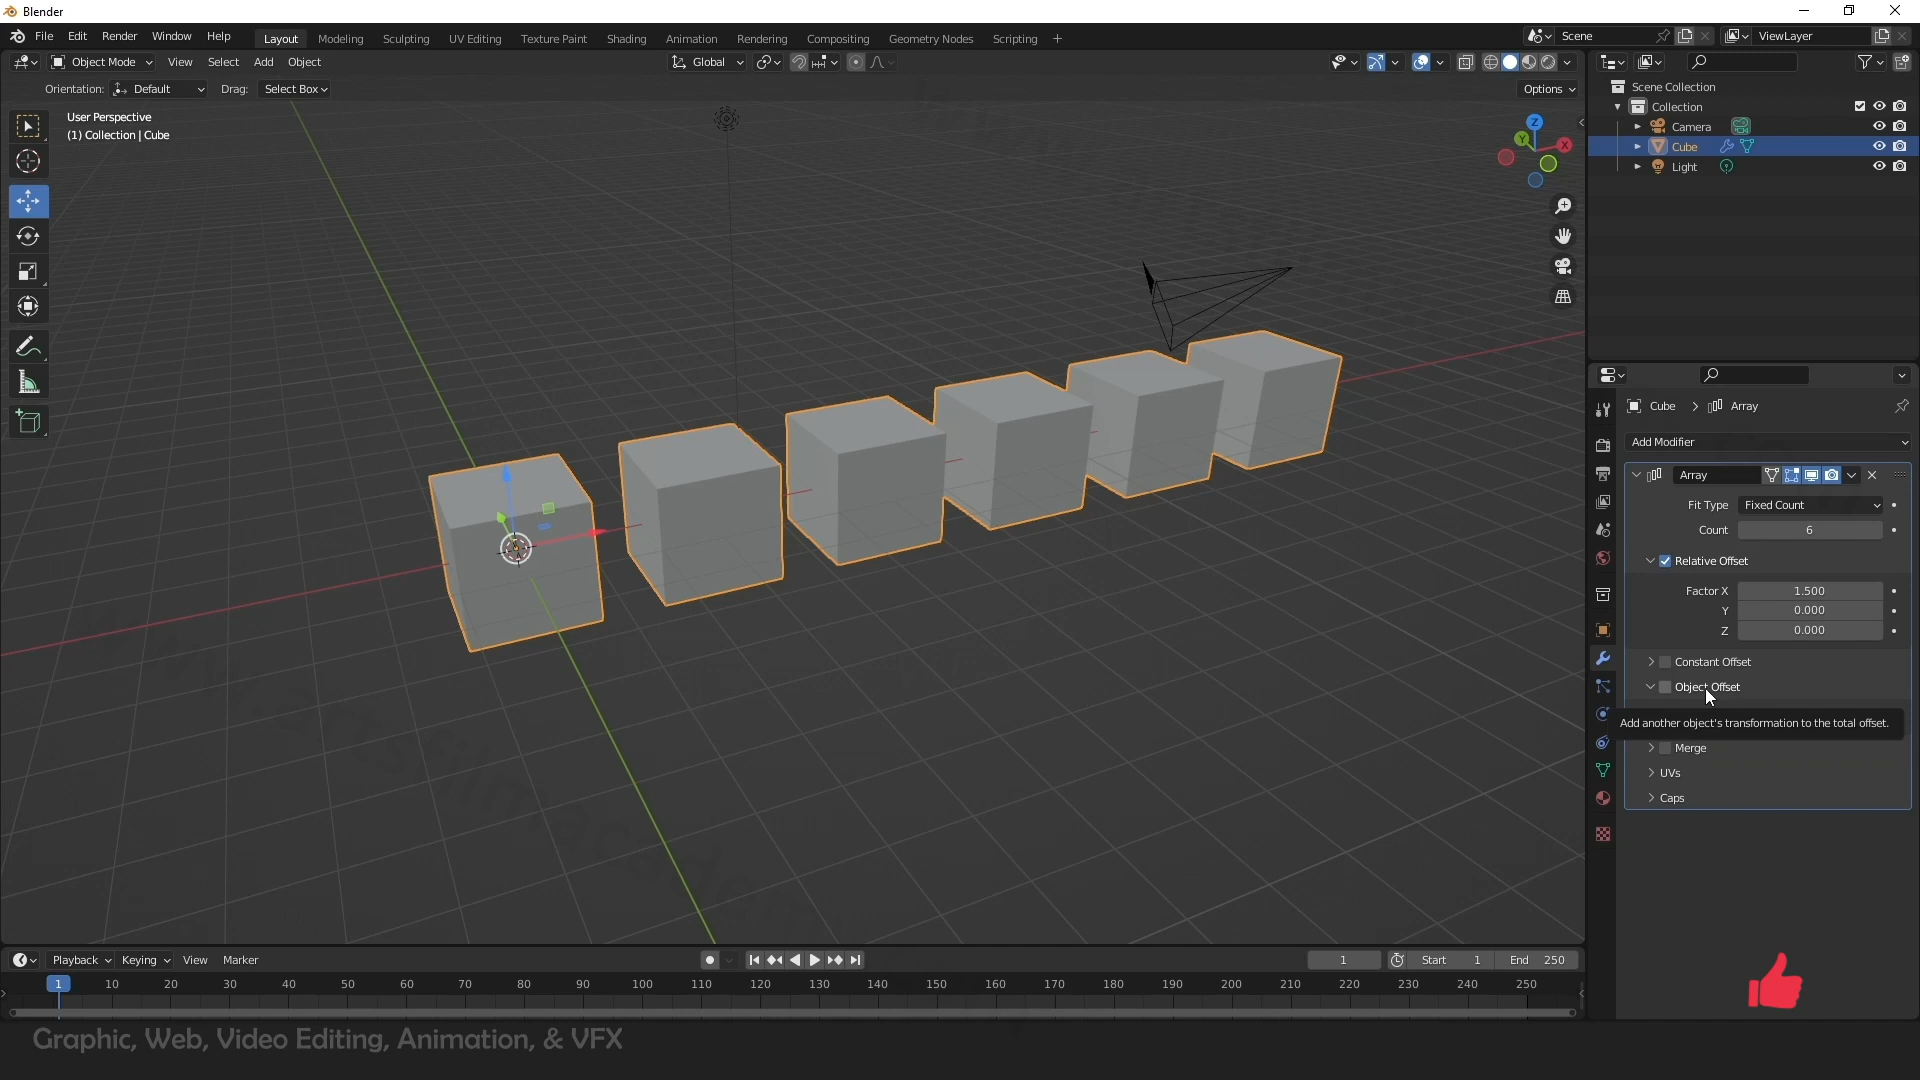 Blender
File Edit Render Window Help
Layout Modeling Sculpting UV Editing Texture Paint Shading Animation Rendering Compositing Geometry Nodes Scripting +
Scene
ViewLayer
Object Mode View Select Add Object
Global
Orientation: Default Drag: Select Box
Options
User Perspective
(1) Collection | Cube
Z
Y
X
Scene Collection
Collection
Camera
Cube
Light
Cube > Array
Add Modifier
Array
Fit Type Fixed Count
Count 6
Relative Offset
Factor X 1.500
Y 0.000
Z 0.000
Constant Offset
Object Offset
Add another object's transformation to the total offset.
Merge
UVs
Caps
Playback Keying View Marker
1
Start 1
End 250
1 10 20 30 40 50 60 70 80 90 100 110 120 130 140 150 160 170 180 190 200 210 220 230 240 250
Graphic, Web, Video Editing, Animation, & VFX